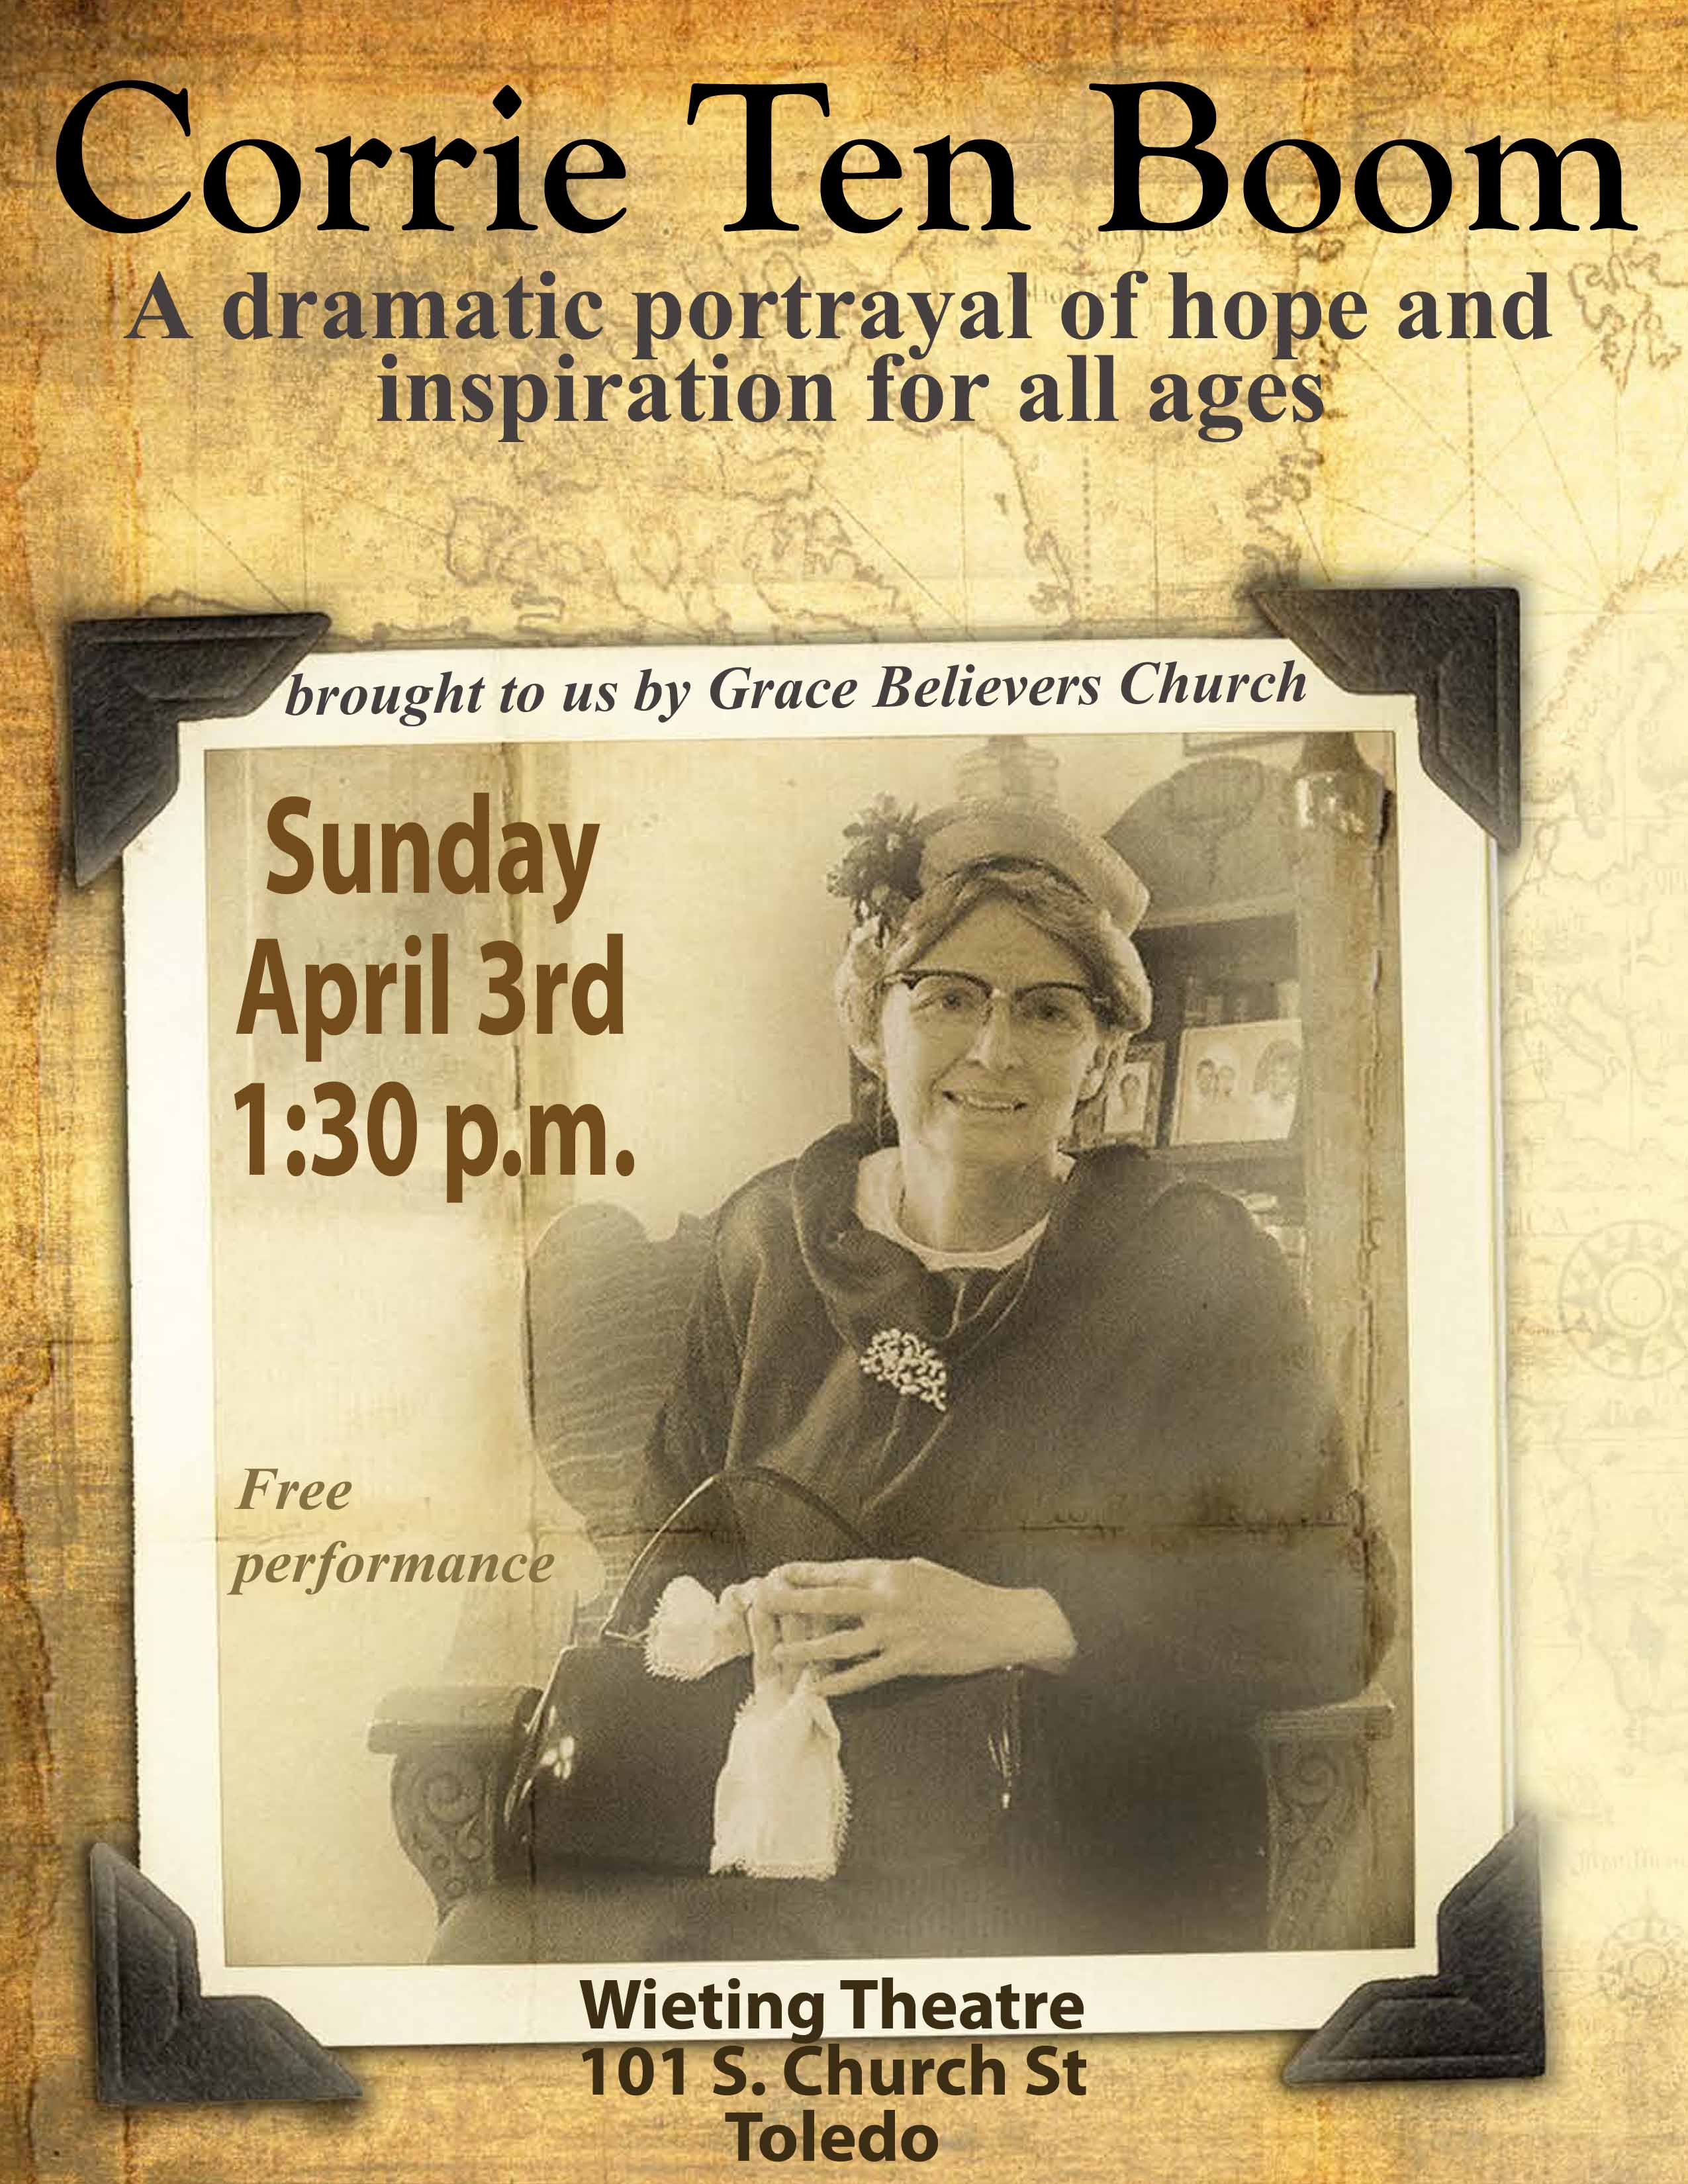 Corrie Ten Boom
A dramatic portrayal of hope and
inspiration for all ages
brought to us by Grace Believers Church
Sunday
April 3rd
1:30 p.m.
Free
performance
Wieting Theatre
101 S. Church St
Toledo